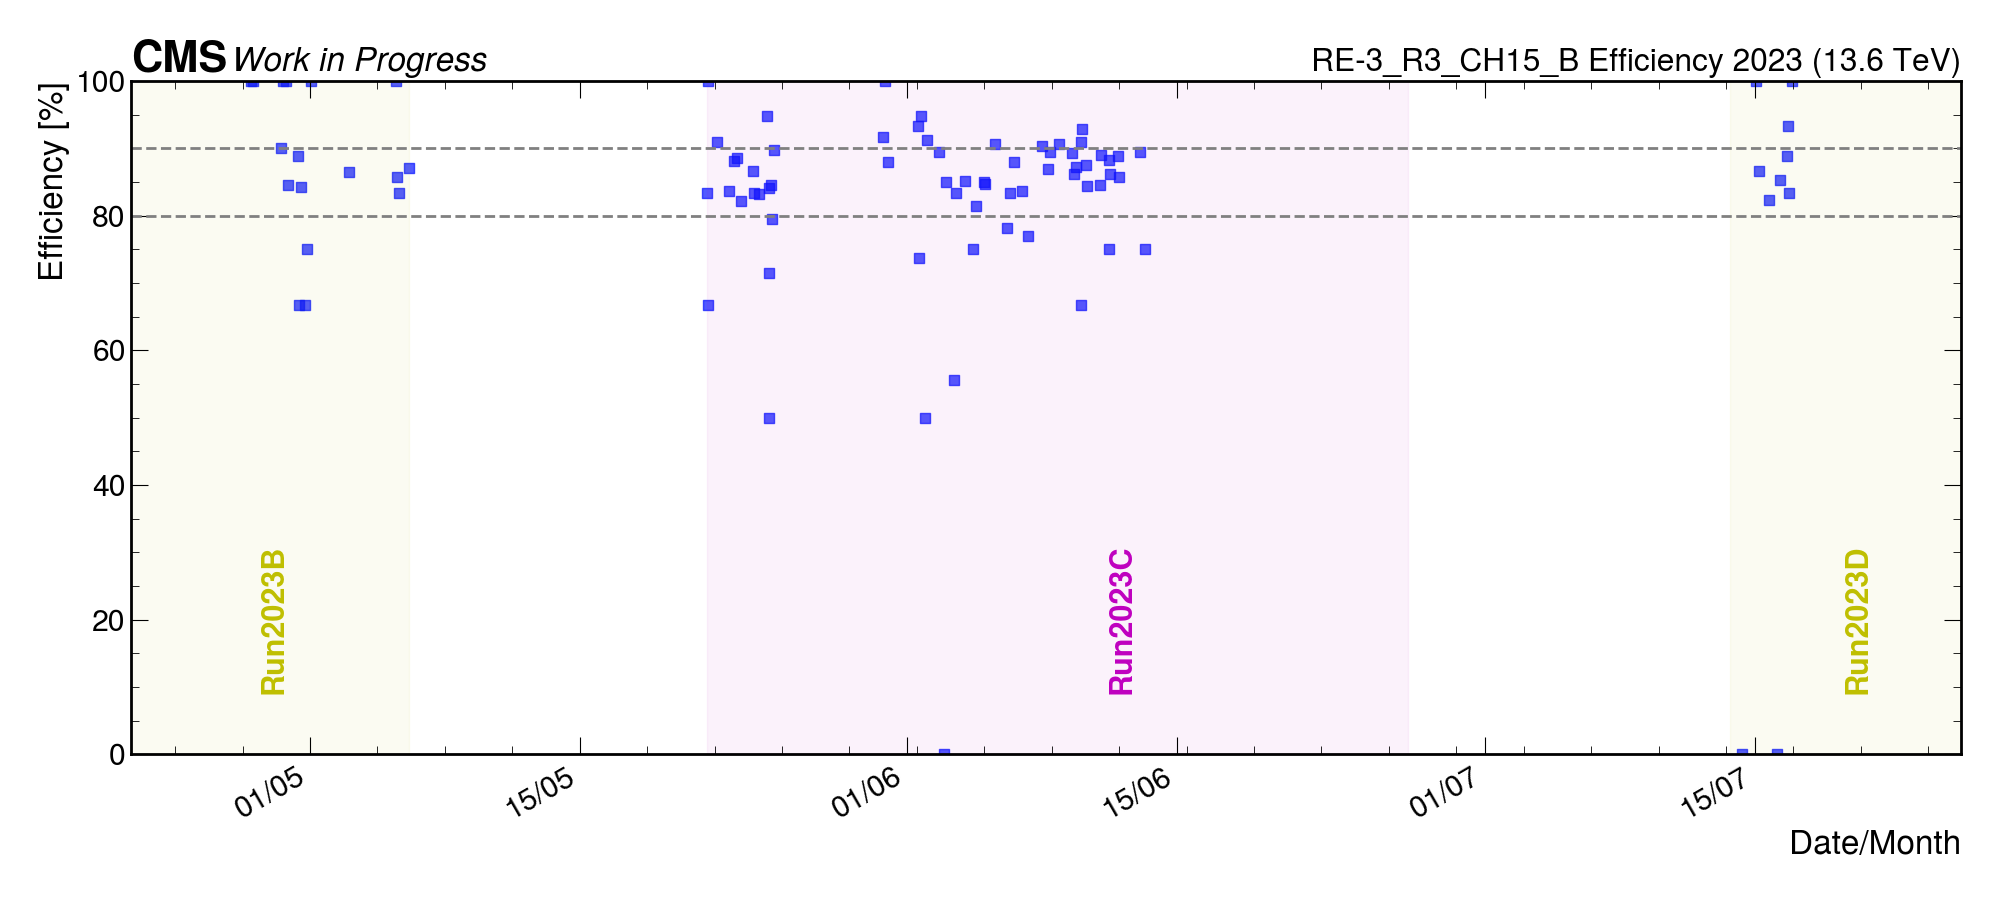 CMS Work in Progress
RE-3_R3_CH15_B Efficiency 2023 (13.6 TeV)
Efficiency [%]
100
80
60
40
20
0
Run2023B
Run2023C
Run2023D
01/05
15/05
01/06
15/06
01/07
15/07
Date/Month